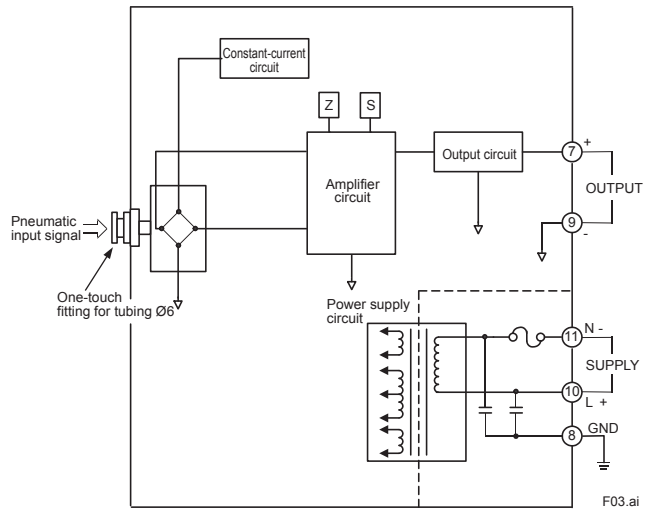 Constant-current
circuit
Z
S
Amplifier
circuit
Output circuit
7
+
OUTPUT
9
-
Pneumatic
input signal
One-touch
fitting for tubing Ø6
Power supply
circuit
11
N -
SUPPLY
10
L +
8
GND
F03.ai